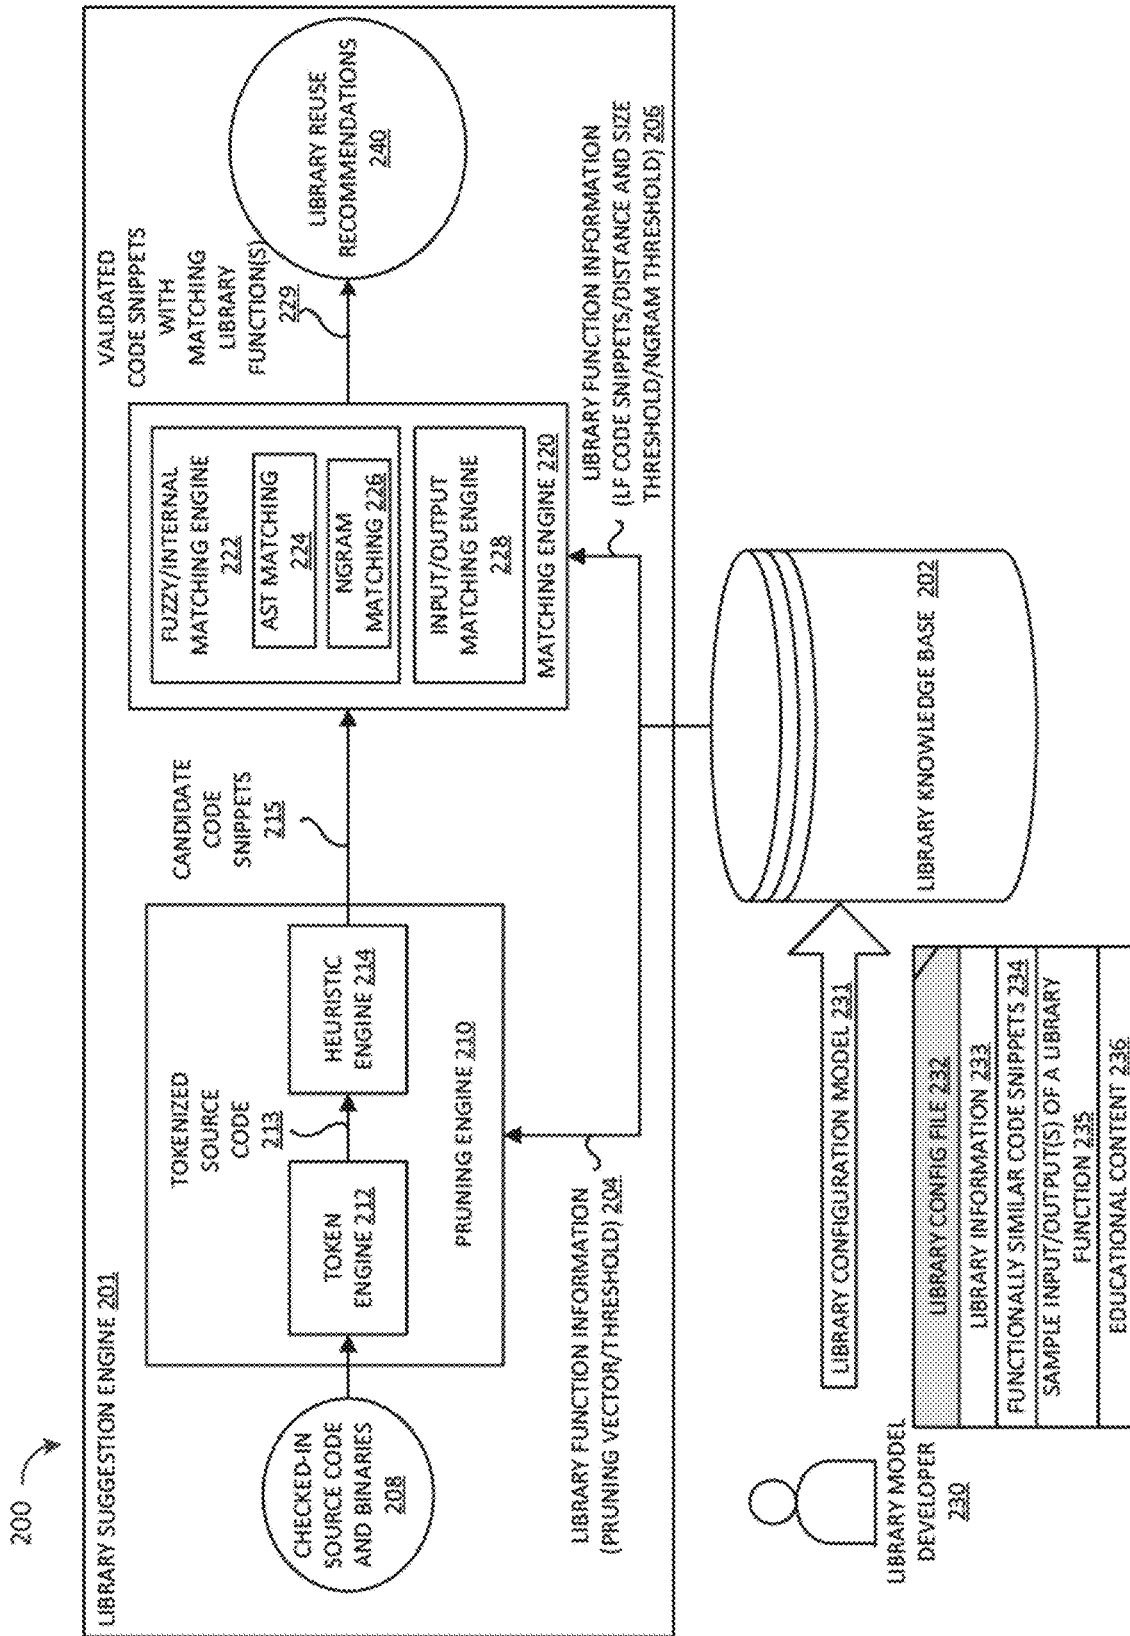 200
LIBRARY SUGGESTION ENGINE 201
CHECKED-IN
SOURCE CODE
AND BINARIES
208
TOKENIZED
SOURCE
CODE
213
TOKEN
ENGINE 212
HEURISTIC
ENGINE 214
PRUNING ENGINE 210
CANDIDATE
CODE
SNIPPETS
215
FUZZY/INTERNAL
MATCHING ENGINE
222
AST MATCHING
224
NGRAM
MATCHING 226
INPUT/OUTPUT
MATCHING ENGINE
228
MATCHING ENGINE 220
VALIDATED
CODE SNIPPETS
WITH
MATCHING
LIBRARY
FUNCTION(S)
229
LIBRARY REUSE
RECOMMENDATIONS
240
LIBRARY FUNCTION INFORMATION
(PRUNING VECTOR/THRESHOLD) 204
LIBRARY FUNCTION INFORMATION
(LF CODE SNIPPETS/DISTANCE AND SIZE
THRESHOLD/NGRAM THRESHOLD) 206
LIBRARY MODEL
DEVELOPER
230
LIBRARY CONFIGURATION MODEL 231
LIBRARY CONFIG FILE 232
LIBRARY INFORMATION 233
FUNCTIONALLY SIMILAR CODE SNIPPETS 234
SAMPLE INPUT/OUTPUT(S) OF A LIBRARY
FUNCTION 235
EDUCATIONAL CONTENT 236
LIBRARY KNOWLEDGE BASE 202